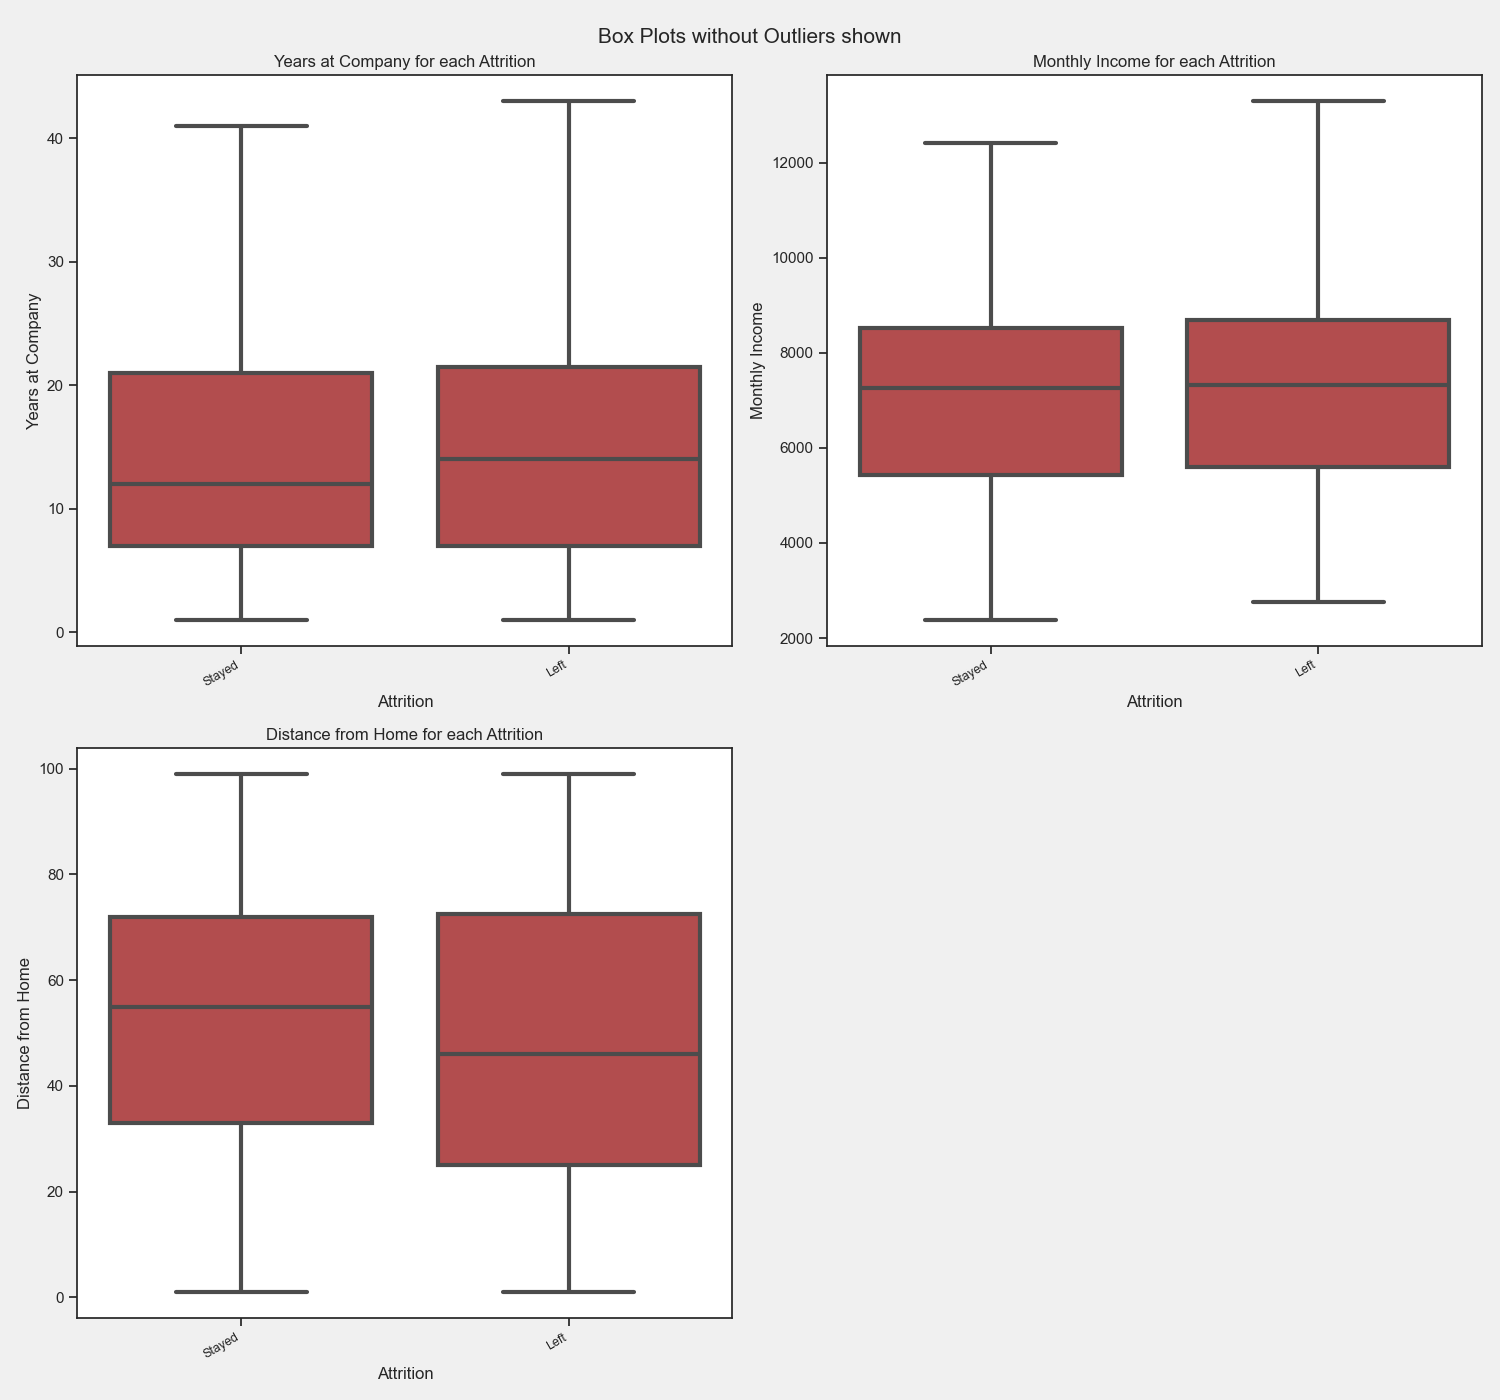 Box Plots without Outliers shown
Years at Company for each Attrition
Years at Company
40
30
20
10
0
Stayed
Left
Attrition
Monthly Income for each Attrition
Monthly Income
12000
10000
8000
6000
4000
2000
Stayed
Left
Attrition
Distance from Home for each Attrition
Distance from Home
100
80
60
40
20
0
Stayed
Left
Attrition